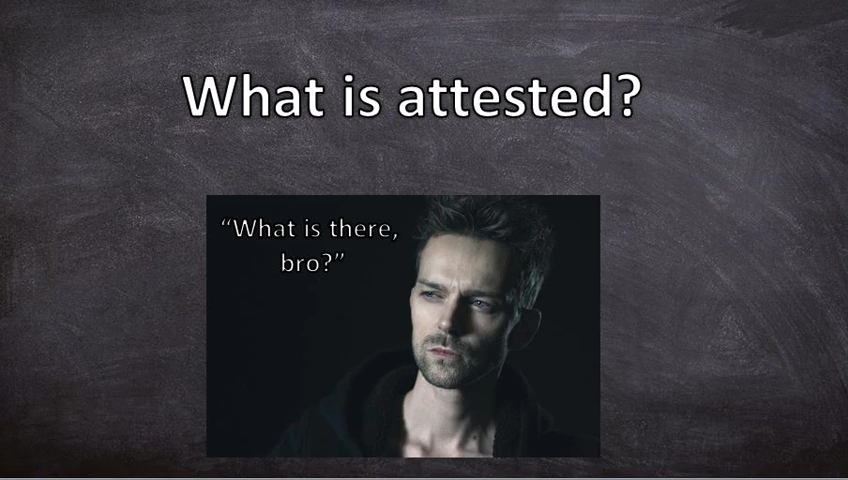 What is attested?
“What is there,
bro?”